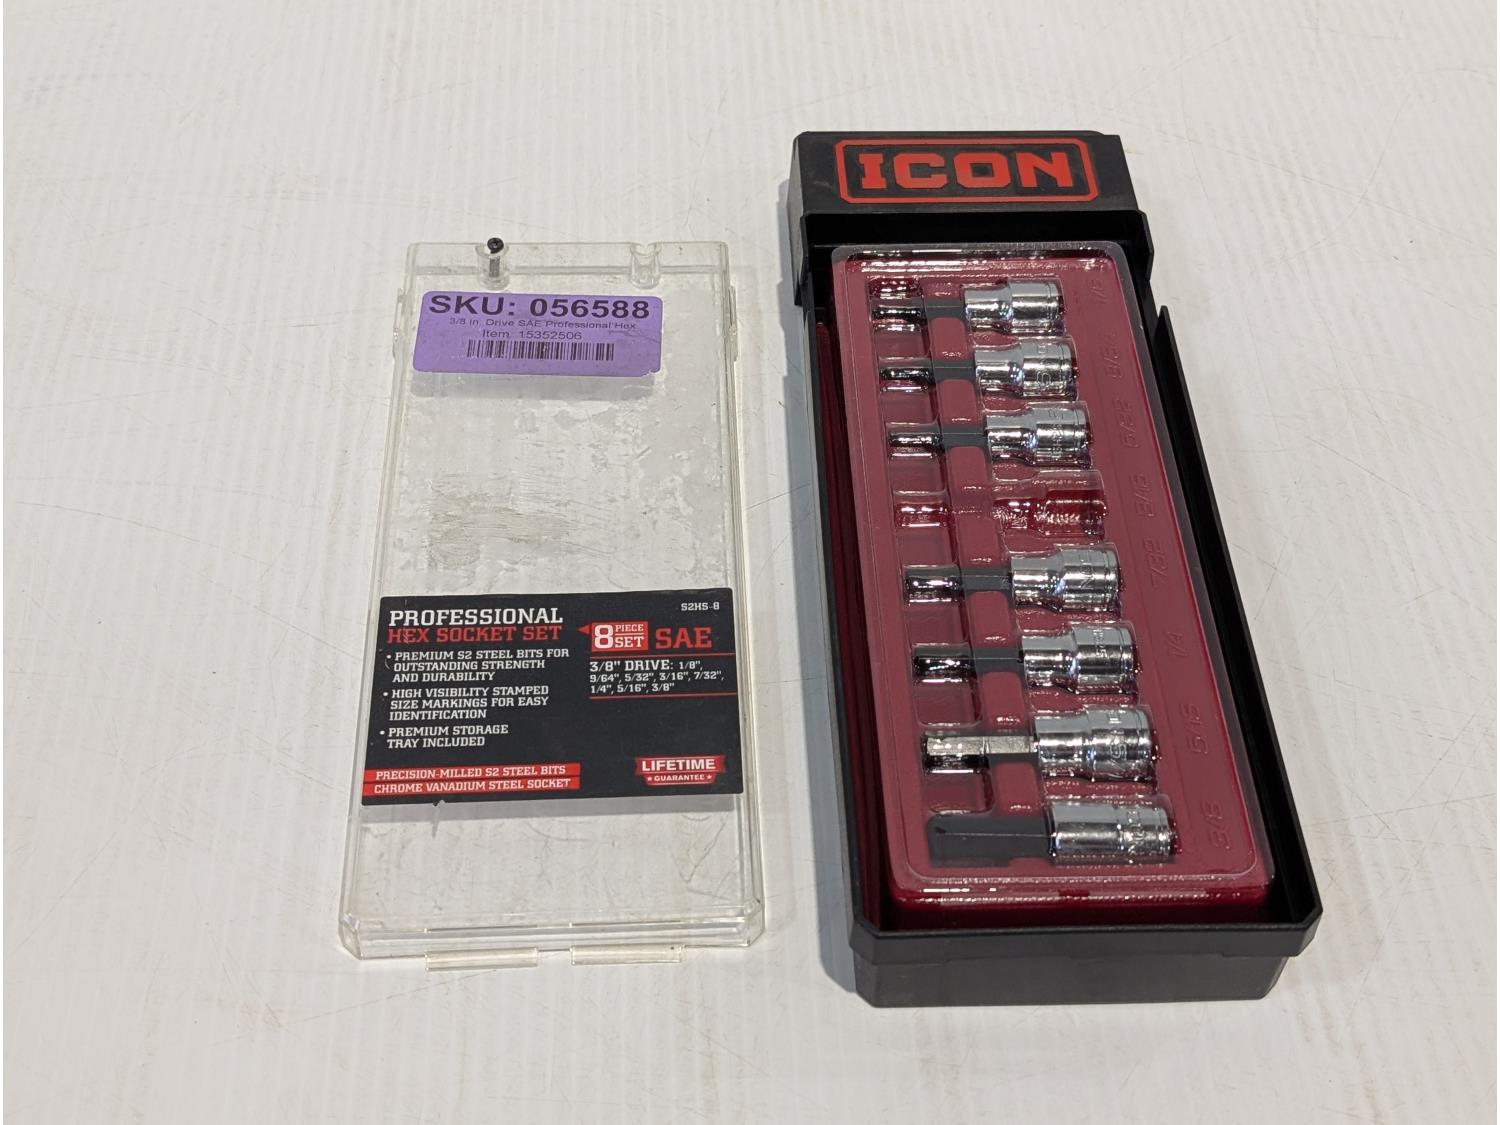 ICON
SKU: 056588
3/8 in. Drive SAE Professional Hex
Item: 15352506
S2HS-8
PROFESSIONAL
HEX SOCKET SET
8 PIECE SET SAE
• PREMIUM S2 STEEL BITS FOR
OUTSTANDING STRENGTH
AND DURABILITY
• HIGH VISIBILITY STAMPED
SIZE MARKINGS FOR EASY
IDENTIFICATION
• PREMIUM STORAGE
TRAY INCLUDED
3/8" DRIVE: 1/8",
9/64", 5/32", 3/16", 7/32",
1/4", 5/16", 3/8"
PRECISION-MILLED S2 STEEL BITS
CHROME VANADIUM STEEL SOCKET
LIFETIME
★ GUARANTEE ★
1/8
9/64
5/32
3/16
7/32
1/4
5/16
3/8